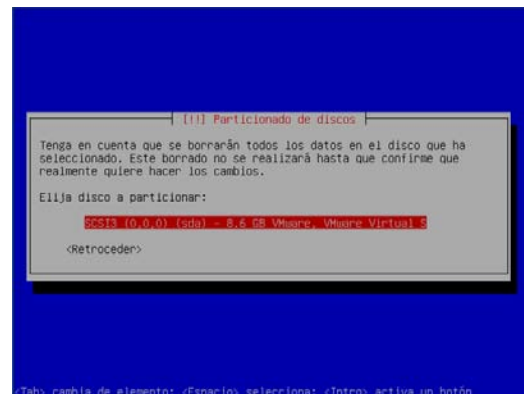 [!!] Particionado de discos
Tenga en cuenta que se borrarán todos los datos en el disco que ha
seleccionado. Este borrado no se realizará hasta que confirme que
realmente quiere hacer los cambios.
Elija disco a particionar:
SCSI3 (0,0,0) (sda) - 8.6 GB VMware, VMware Virtual S
<Retroceder>
<Tab> cambia de elemento; <Espacio> selecciona; <Intro> activa un botón